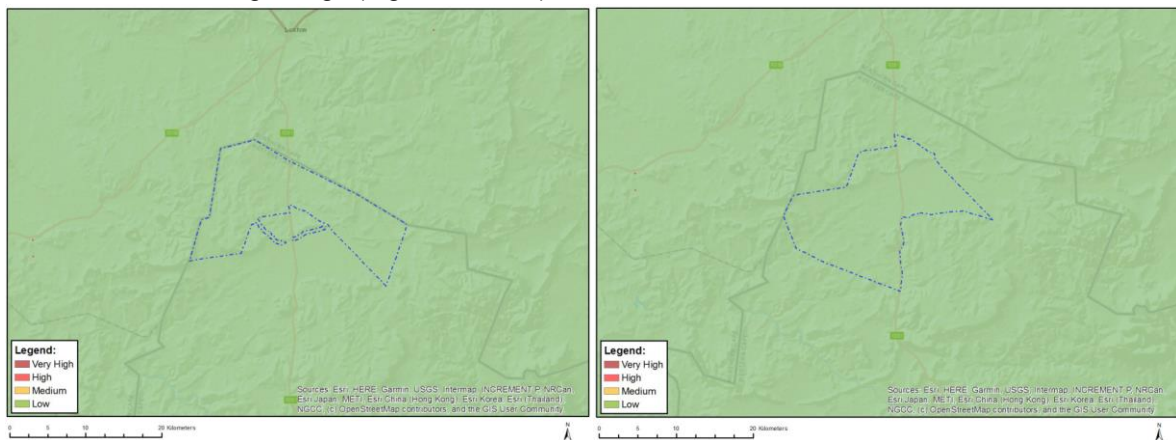 Legend:
Very High
High
Medium
Low
Sources: Esri, HERE, Garmin, USGS, Intermap, INCREMENT P, NRCan,
Esri Japan, METI, Esri China (Hong Kong), Esri Korea, Esri (Thailand),
NGCC, (c) OpenStreetMap contributors, and the GIS User Community
0 5 10 20 Kilometers
N
Legend:
Very High
High
Medium
Low
Sources: Esri, HERE, Garmin, USGS, Intermap, INCREMENT P, NRCan,
Esri Japan, METI, Esri China (Hong Kong), Esri Korea, Esri (Thailand),
NGCC, (c) OpenStreetMap contributors, and the GIS User Community
0 5 10 20 Kilometers
N